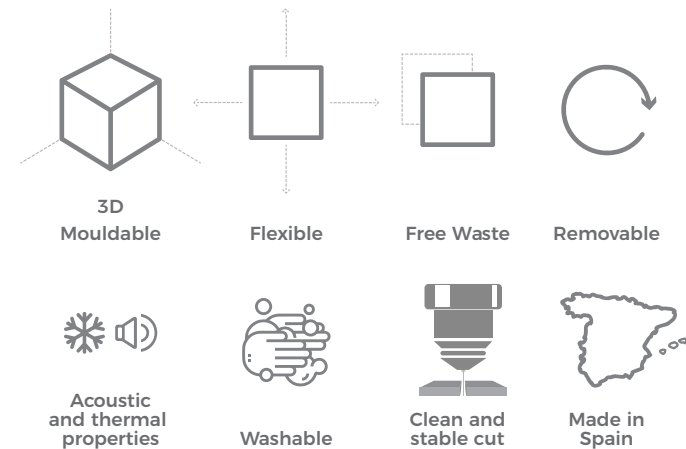 3D
Mouldable
Flexible
Free Waste
Removable
Acoustic
and thermal
properties
Washable
Clean and
stable cut
Made in
Spain